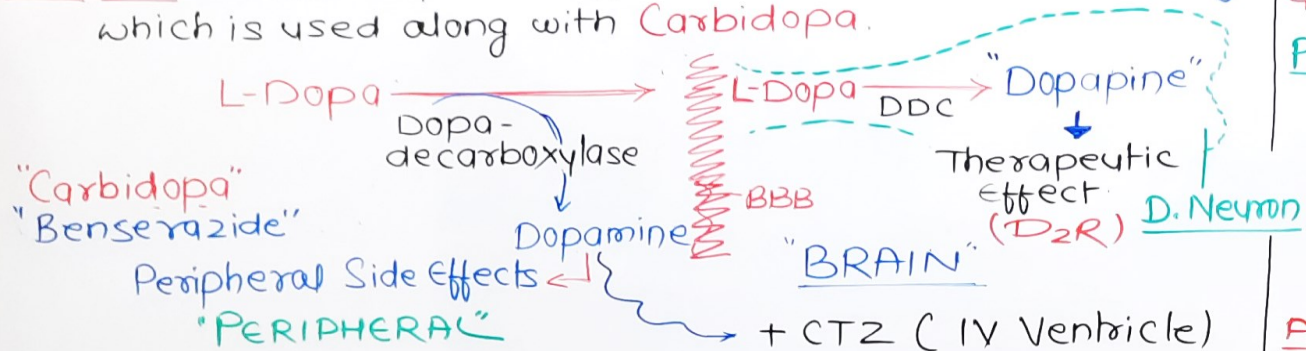 which is used along with Carbidopa.
L-Dopa
Dopa-
decarboxylase
"Carbidopa"
"Benserazide"
Dopamine
Peripheral Side Effects
"PERIPHERAL"
BBB
L-Dopa
DDC
"Dopapine"
Therapeutic
Effect
(D2R)
D. Neuron
"BRAIN"
+ CTZ ( IV Ventricle)